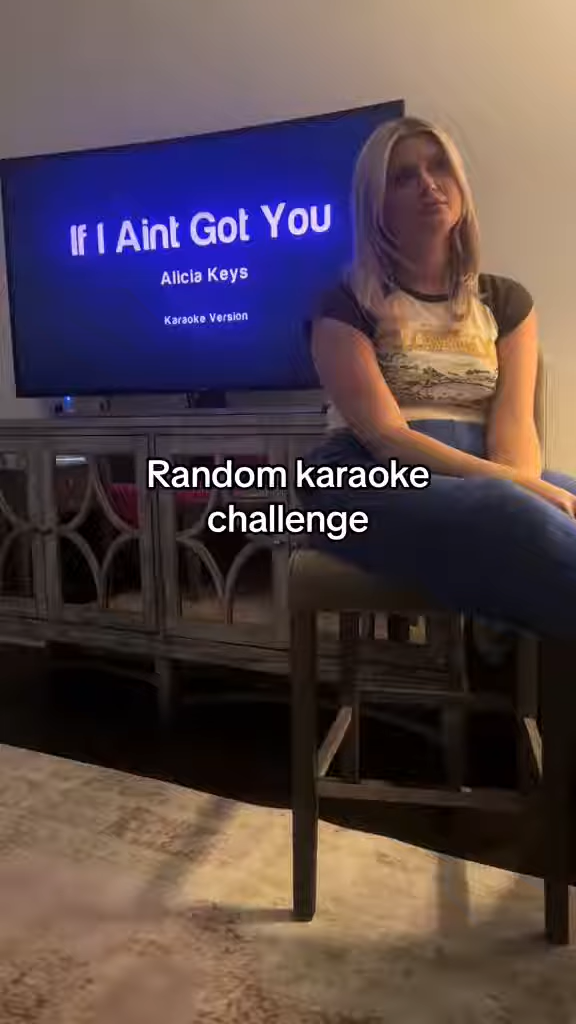 If I Aint Got You
Alicia Keys
Karaoke Version
Random karaoke
challenge